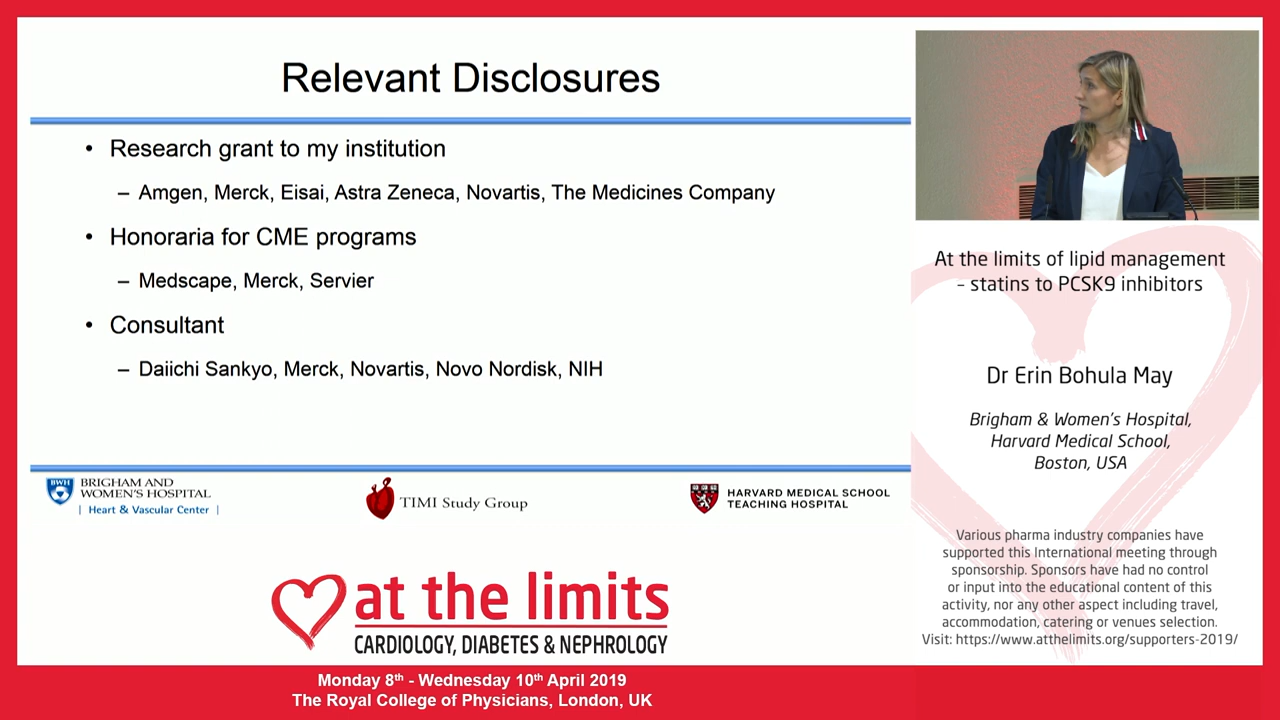 Relevant Disclosures
• Research grant to my institution
– Amgen, Merck, Eisai, Astra Zeneca, Novartis, The Medicines Company
• Honoraria for CME programs
– Medscape, Merck, Servier
• Consultant
– Daiichi Sankyo, Merck, Novartis, Novo Nordisk, NIH
BWH
BRIGHAM AND
WOMEN'S HOSPITAL
| Heart & Vascular Center |
TIMI Study Group
HARVARD MEDICAL SCHOOL
TEACHING HOSPITAL
at the limits
CARDIOLOGY, DIABETES & NEPHROLOGY
Monday 8th - Wednesday 10th April 2019
The Royal College of Physicians, London, UK
At the limits of lipid management
– statins to PCSK9 inhibitors
Dr Erin Bohula May
Brigham & Women's Hospital,
Harvard Medical School,
Boston, USA
Various pharma industry companies have
supported this International meeting through
sponsorship. Sponsors have had no control
or input into the educational content of this
activity, nor any other aspect including travel,
accommodation, catering or venues selection.
Visit: https://www.atthelimits.org/supporters-2019/